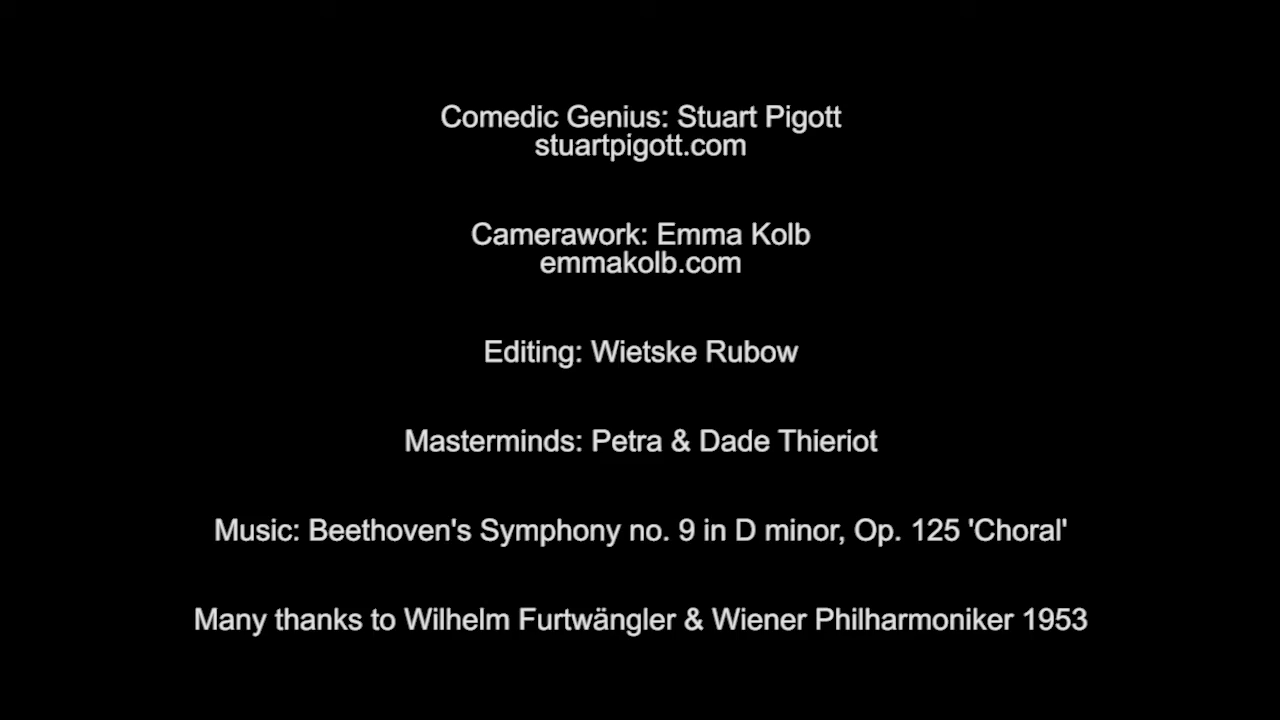 Comedic Genius: Stuart Pigott
stuartpigott.com
Camerawork: Emma Kolb
emmakolb.com
Editing: Wietske Rubow
Masterminds: Petra & Dade Thieriot
Music: Beethoven's Symphony no. 9 in D minor, Op. 125 'Choral'
Many thanks to Wilhelm Furtwängler & Wiener Philharmoniker 1953